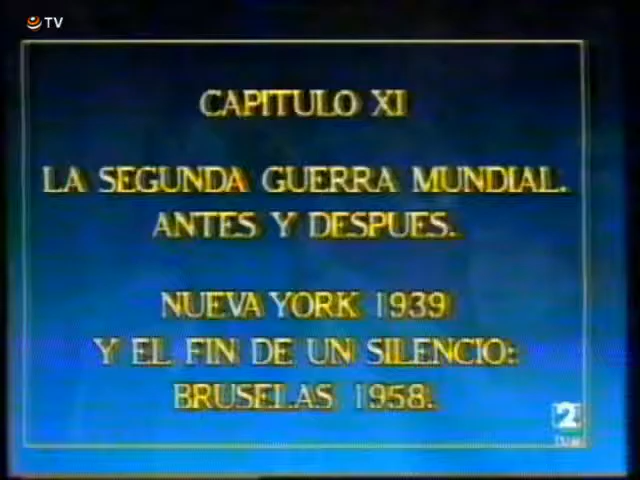 TV
CAPITULO XI
LA SEGUNDA GUERRA MUNDIAL.
ANTES Y DESPUES.
NUEVA YORK 1939
Y EL FIN DE UN SILENCIO:
BRUSELAS 1958.
2